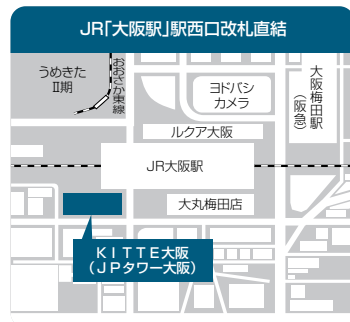 JR「大阪駅」駅西口改札直結
うめきた
Ⅱ期
おおさか東線
ヨドバシ
カメラ
大阪梅田駅
（阪急）
ルクア大阪
JR大阪駅
大丸梅田店
ＫＩＴＴＥ大阪
（ＪＰタワー大阪）